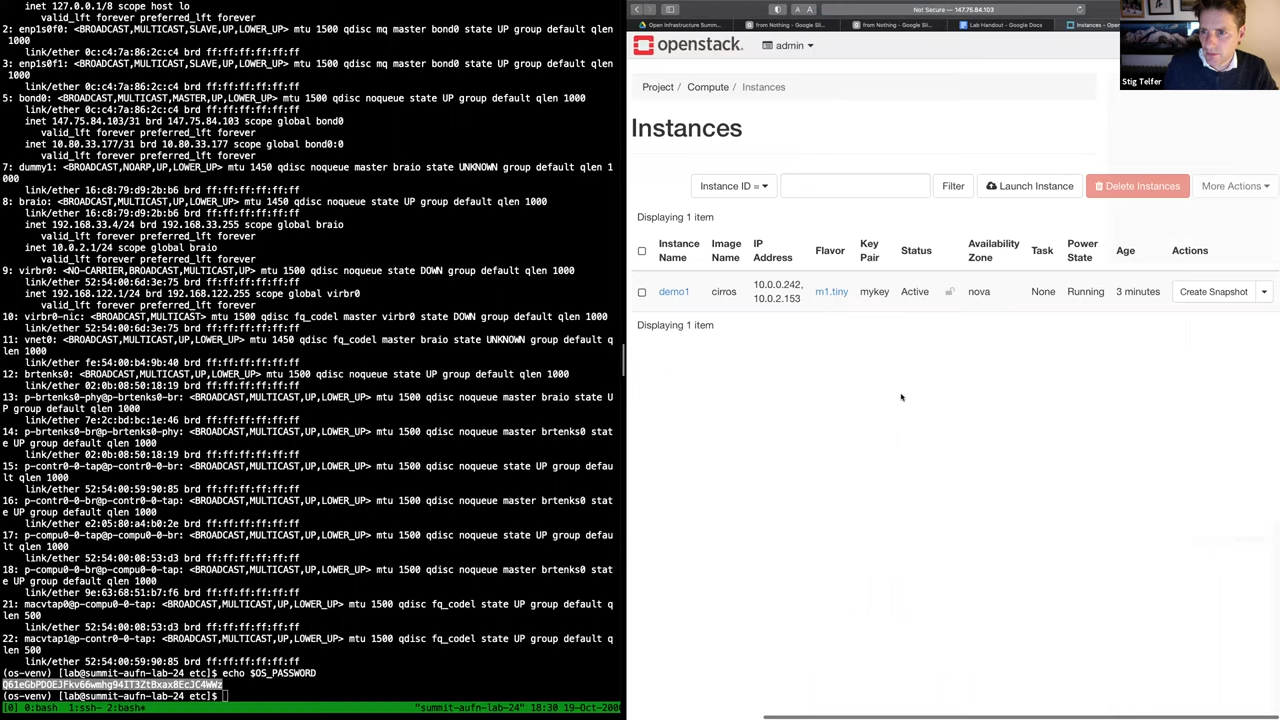 inet 127.0.0.1/8 scope host lo
valid_lft forever preferred_lft forever
2: enp1s0f0: <BROADCAST,MULTICAST,SLAVE,UP,LOWER_UP> mtu 1500 qdisc mq master bond0 state UP group default qlen
1000
link/ether 0c:c4:7a:86:2c:c4 brd ff:ff:ff:ff:ff:ff
3: enp1s0f1: <BROADCAST,MULTICAST,SLAVE,UP,LOWER_UP> mtu 1500 qdisc mq master bond0 state UP group default qlen
1000
link/ether 0c:c4:7a:86:2c:c4 brd ff:ff:ff:ff:ff:ff
5: bond0: <BROADCAST,MULTICAST,MASTER,UP,LOWER_UP> mtu 1500 qdisc noqueue state UP group default qlen 1000
link/ether 0c:c4:7a:86:2c:c4 brd ff:ff:ff:ff:ff:ff
inet 147.75.84.103/31 brd 147.75.84.103 scope global bond0
valid_lft forever preferred_lft forever
inet 10.80.33.177/31 brd 10.80.33.177 scope global bond0:0
valid_lft forever preferred_lft forever
7: dummy1: <BROADCAST,NOARP,UP,LOWER_UP> mtu 1450 qdisc noqueue master braio state UNKNOWN group default qlen 1
000
link/ether 16:c8:79:d9:2b:b6 brd ff:ff:ff:ff:ff:ff
8: braio: <BROADCAST,MULTICAST,UP,LOWER_UP> mtu 1450 qdisc noqueue state UP group default qlen 1000
link/ether 16:c8:79:d9:2b:b6 brd ff:ff:ff:ff:ff:ff
inet 192.168.33.4/24 brd 192.168.33.255 scope global braio
valid_lft forever preferred_lft forever
inet 10.0.2.1/24 scope global braio
valid_lft forever preferred_lft forever
9: virbr0: <NO-CARRIER,BROADCAST,MULTICAST,UP> mtu 1500 qdisc noqueue state DOWN group default qlen 1000
link/ether 52:54:00:6d:3e:75 brd ff:ff:ff:ff:ff:ff
inet 192.168.122.1/24 brd 192.168.122.255 scope global virbr0
valid_lft forever preferred_lft forever
10: virbr0-nic: <BROADCAST,MULTICAST> mtu 1500 qdisc fq_codel master virbr0 state DOWN group default qlen 1000
link/ether 52:54:00:6d:3e:75 brd ff:ff:ff:ff:ff:ff
11: vnet0: <BROADCAST,MULTICAST,UP,LOWER_UP> mtu 1450 qdisc fq_codel master braio state UNKNOWN group default q
len 1000
link/ether fe:54:00:b4:9b:40 brd ff:ff:ff:ff:ff:ff
12: brtenks0: <BROADCAST,MULTICAST,UP,LOWER_UP> mtu 1500 qdisc noqueue state UP group default qlen 1000
link/ether 02:0b:08:50:18:19 brd ff:ff:ff:ff:ff:ff
13: p-brtenks0-phy@p-brtenks0-ovs: <BROADCAST,MULTICAST,UP,LOWER_UP> mtu 1500 qdisc noqueue master braio state U
P group default qlen 1000
link/ether 7e:2c:bd:bc:1e:46 brd ff:ff:ff:ff:ff:ff
14: p-brtenks0-br@p-brtenks0-phy: <BROADCAST,MULTICAST,UP,LOWER_UP> mtu 1500 qdisc noqueue master brtenks0 stat
e UP group default qlen 1000
link/ether 02:0b:08:50:18:19 brd ff:ff:ff:ff:ff:ff
15: p-contr0-0-tap@p-contr0-0-br: <BROADCAST,MULTICAST,UP,LOWER_UP> mtu 1500 qdisc noqueue state UP group defau
lt qlen 1000
link/ether 52:54:00:59:90:85 brd ff:ff:ff:ff:ff:ff
16: p-contr0-0-br@p-contr0-0-tap: <BROADCAST,MULTICAST,UP,LOWER_UP> mtu 1500 qdisc noqueue master brtenks0 stat
e UP group default qlen 1000
link/ether e2:05:80:a4:b0:2e brd ff:ff:ff:ff:ff:ff
17: p-compu0-0-tap@p-compu0-0-br: <BROADCAST,MULTICAST,UP,LOWER_UP> mtu 1500 qdisc noqueue state UP group defau
lt qlen 1000
link/ether 52:54:00:08:53:d3 brd ff:ff:ff:ff:ff:ff
18: p-compu0-0-br@p-compu0-0-tap: <BROADCAST,MULTICAST,UP,LOWER_UP> mtu 1500 qdisc noqueue master brtenks0 stat
e UP group default qlen 1000
link/ether 9e:63:68:51:b7:f6 brd ff:ff:ff:ff:ff:ff
21: macvtap0@p-compu0-0-tap: <BROADCAST,MULTICAST,UP,LOWER_UP> mtu 1500 qdisc fq_codel state UP group default q
len 500
link/ether 52:54:00:08:53:d3 brd ff:ff:ff:ff:ff:ff
22: macvtap1@p-contr0-0-tap: <BROADCAST,MULTICAST,UP,LOWER_UP> mtu 1500 qdisc fq_codel state UP group default q
len 500
link/ether 52:54:00:59:90:85 brd ff:ff:ff:ff:ff:ff
(os-venv) [lab@summit-aufn-lab-24 etc]$ echo $OS_PASSWORD
Q61eGbPDOEJFkv66wmhg94IT3ZtBxax8EcJC4WWz
(os-venv) [lab@summit-aufn-lab-24 etc]$
[0] 0:bash 1:ssh- 2:bash* "summit-aufn-lab-24" 18:30 19-Oct-20
Not Secure — 147.75.84.103
Open Infrastructure Summ...
from Nothing - Google Sli...
from Nothing - Google Sli...
Lab Handout - Google Docs
Instances - Open
openstack.
admin
Project / Compute / Instances
Instances
Instance ID =
Filter
Launch Instance
Delete Instances
More Actions
Displaying 1 item
Instance Name Image Name IP Address Flavor Key Pair Status Availability Zone Task Power State Age Actions
demo1 cirros 10.0.0.242, 10.0.2.153 m1.tiny mykey Active nova None Running 3 minutes Create Snapshot
Displaying 1 item
Stig Telfer